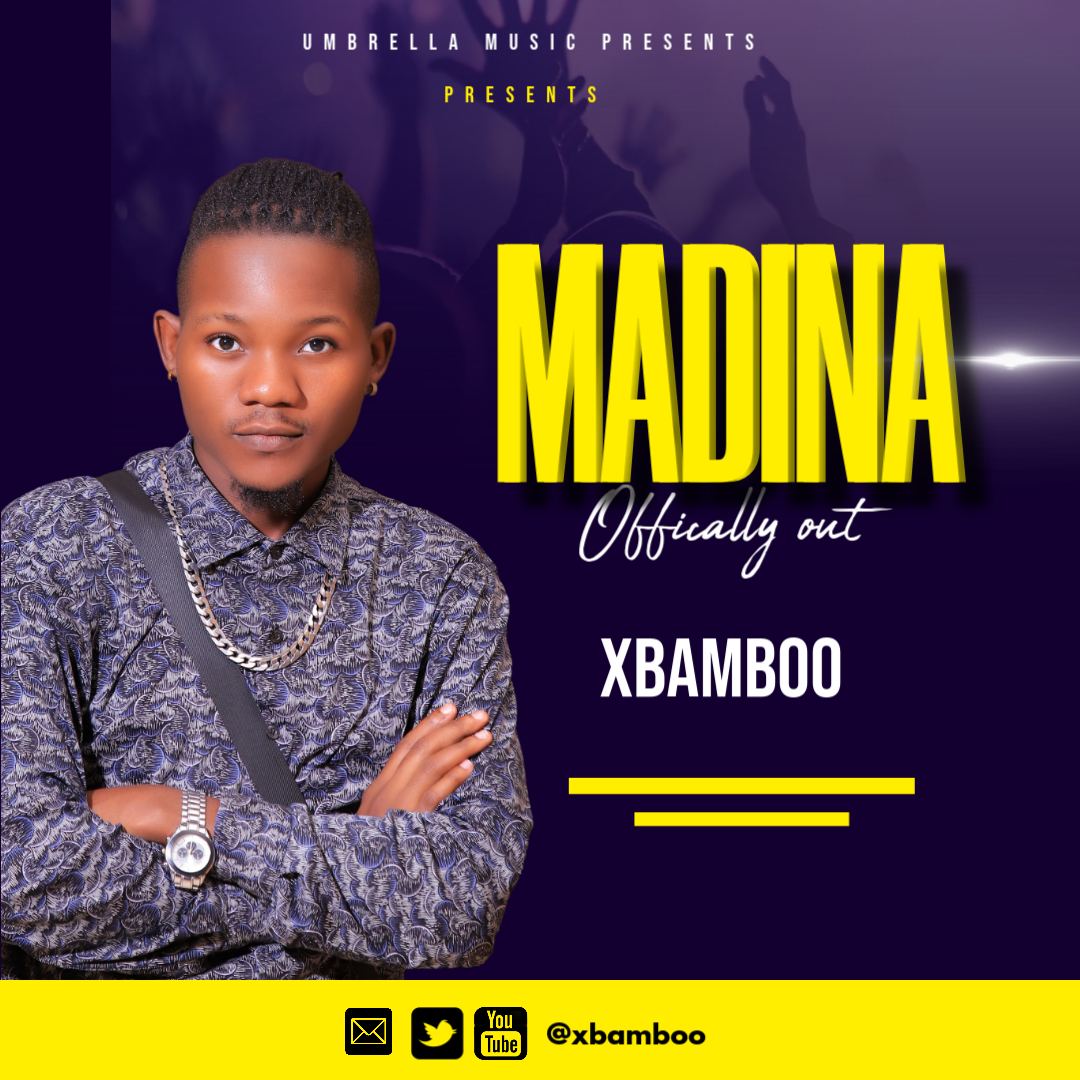 UMBRELLA MUSIC PRESENTS
PRESENTS
MADINA
Offically out
XBAMBOO
You
Tube
@xbamboo